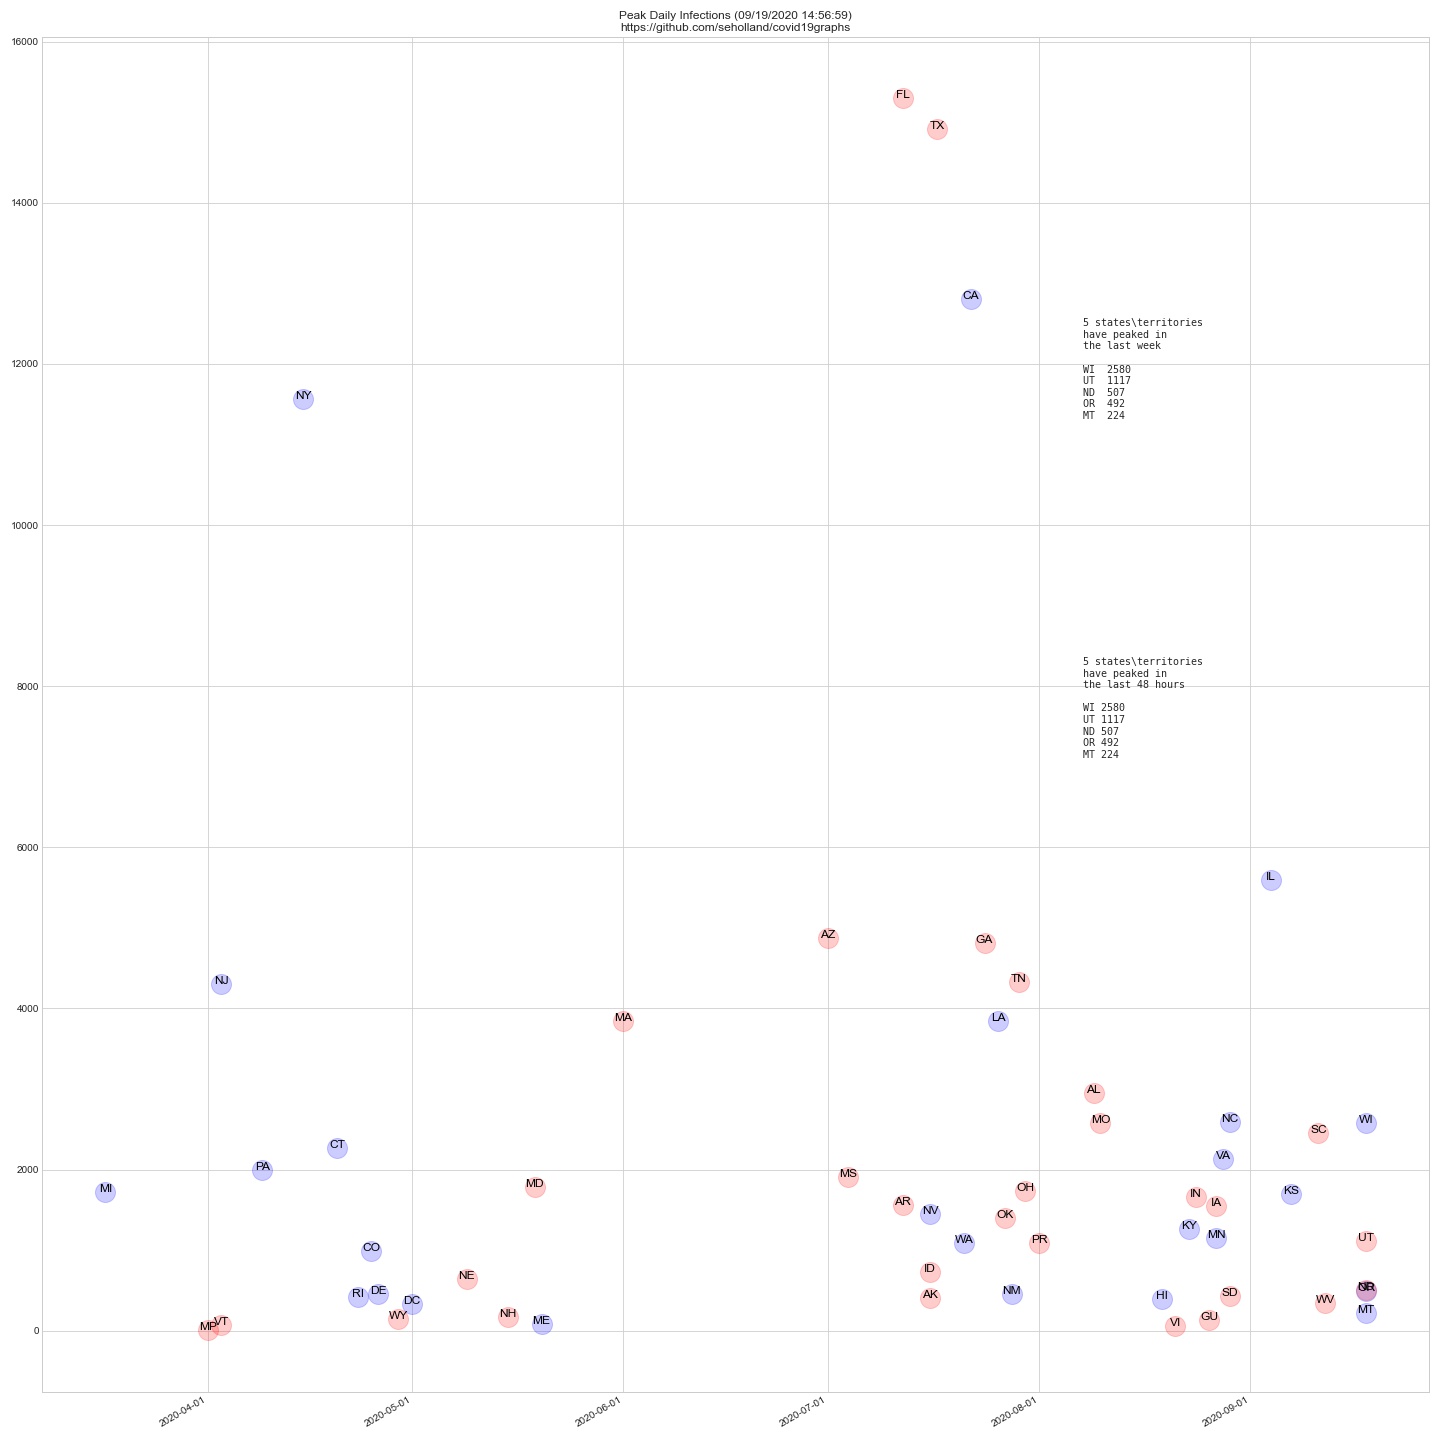 Peak Daily Infections (09/19/2020 14:56:59)
https://github.com/seholland/covid19graphs
16000
FL
TX
14000
CA
5 states\territories
have peaked in
the last week
12000
WI  2580
UT  1117
ND  507
OR  492
MT  224
NY
10000
5 states\territories
have peaked in
the last 48 hours
8000
WI 2580
UT 1117
ND 507
OR 492
MT 224
6000
IL
AZ
GA
TN
NJ
4000
MA
LA
AL
MO
NC
WI
SC
CT
VA
2000
PA
MS
MI
MD
OH
IN
KS
AR
IA
NV
OK
KY
MN
WA
PR
UT
CO
NE
ID
RI
DE
NM
AK
HI
SD
ND
OR
DC
WV
WY
NH
ME
MT
GU
VI
MP
VT
0
2020-04-01
2020-05-01
2020-06-01
2020-07-01
2020-08-01
2020-09-01